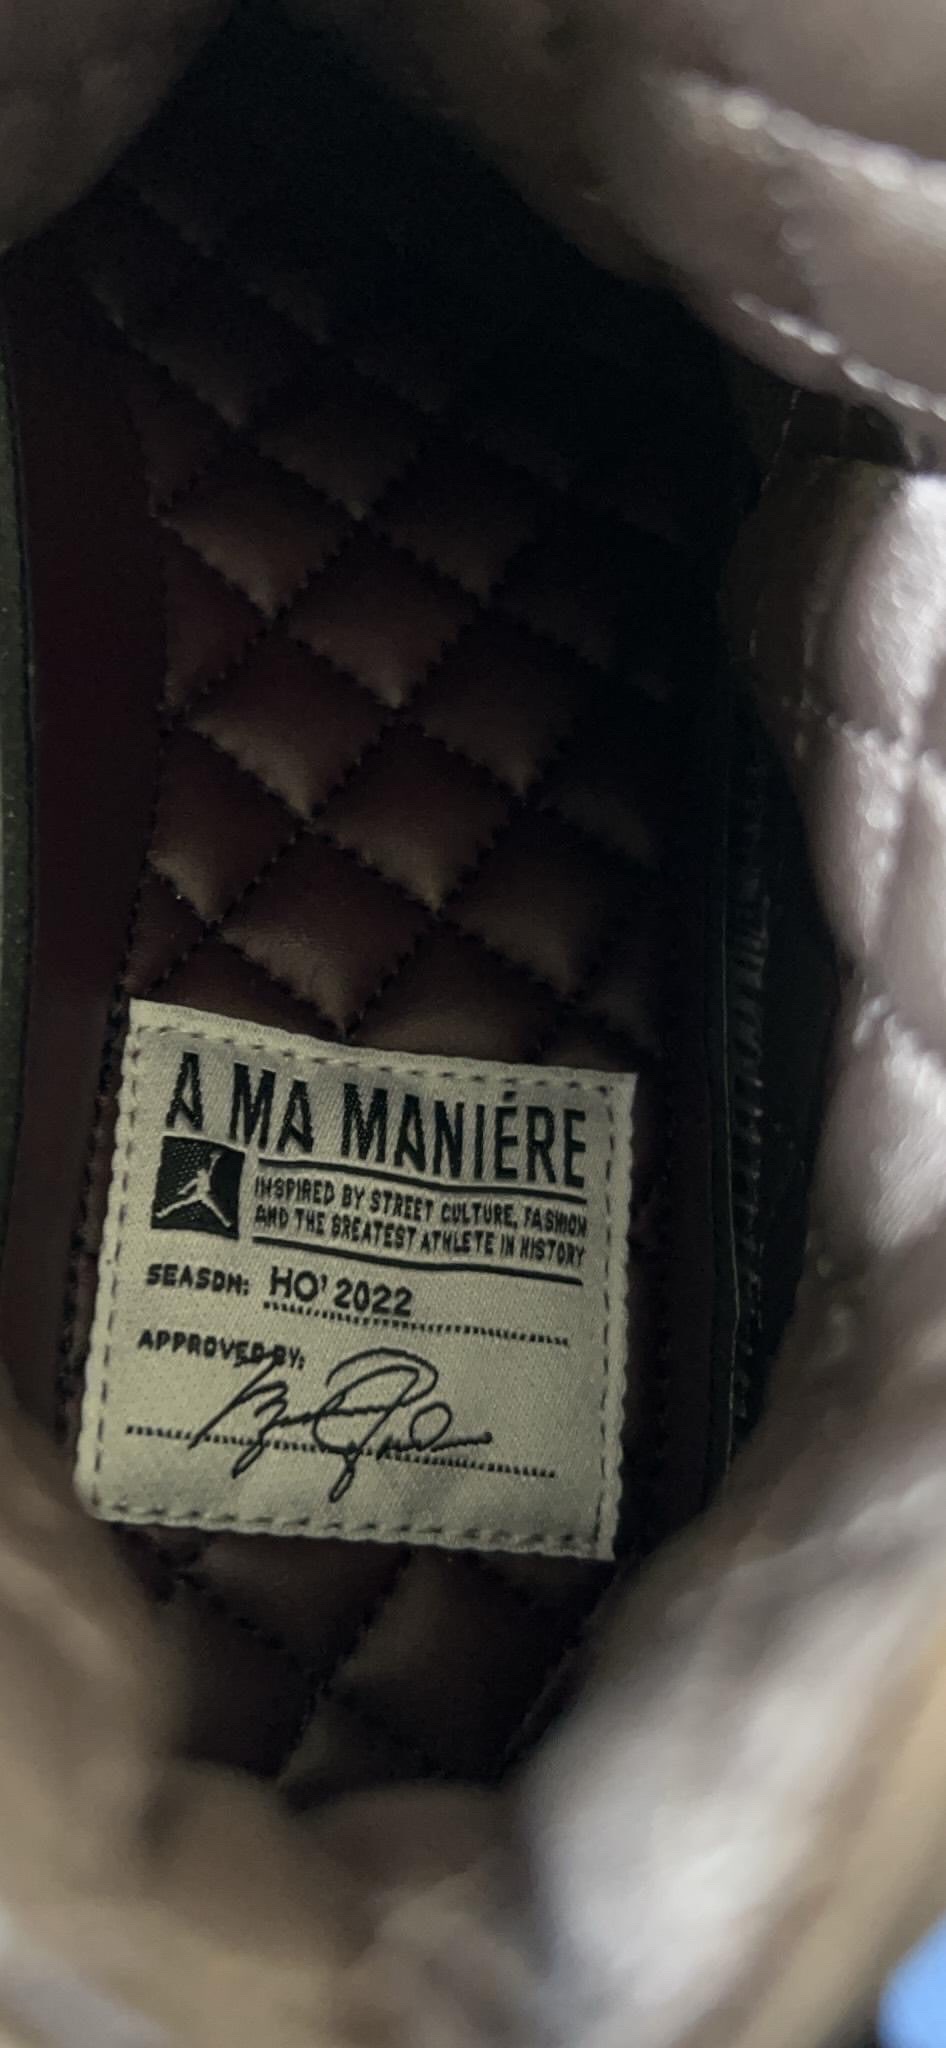 A MA MANIÉRE
INSPIRED BY STREET CULTURE, FASHION
AND THE GREATEST ATHLETE IN HISTORY
SEASON: HO' 2022
APPROVED BY: